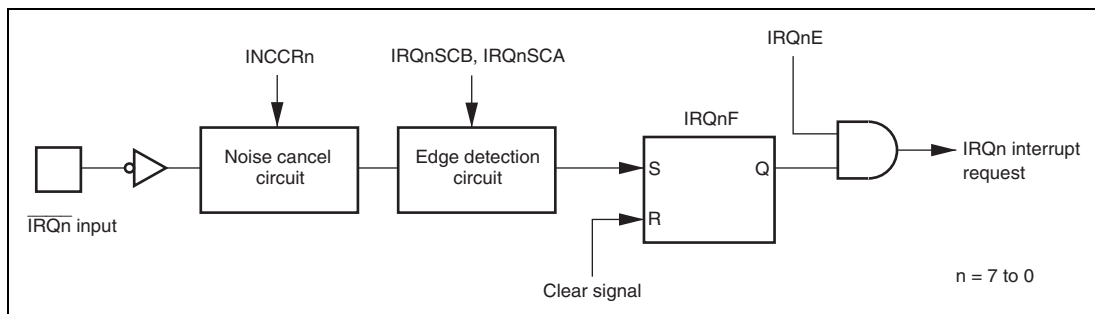 INCCRn
IRQnSCB, IRQnSCA
IRQnE
IRQnF
Noise cancel
circuit
Edge detection
circuit
S
Q
R
IRQn interrupt
request
IRQn input
Clear signal
n = 7 to 0